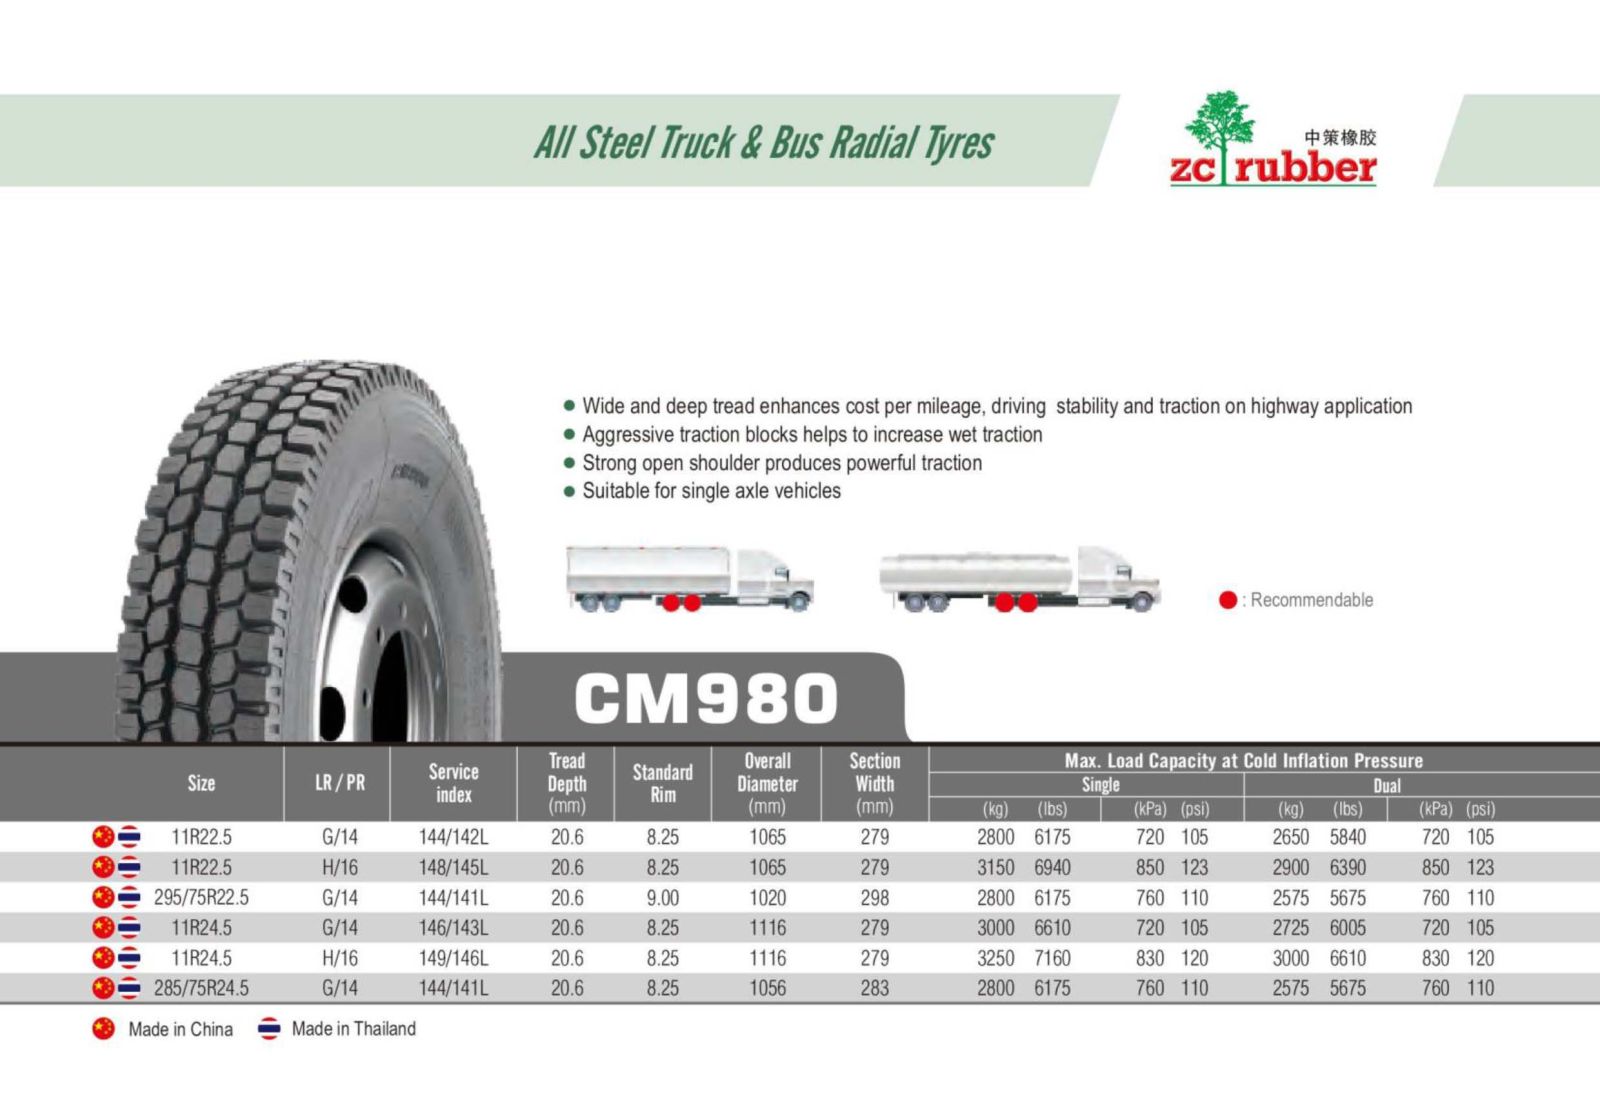 All Steel Truck & Bus Radial Tyres
中策橡胶
zc rubber
Wide and deep tread enhances cost per mileage, driving stability and traction on highway application
Aggressive traction blocks helps to increase wet traction
Strong open shoulder produces powerful traction
Suitable for single axle vehicles
: Recommendable
CM980
Size LR / PR Service index Tread Depth (mm) Standard Rim Overall Diameter (mm) Section Width (mm) Max. Load Capacity at Cold Inflation Pressure
Single Dual
(kg) (lbs) (kPa) (psi) (kg) (lbs) (kPa) (psi)
11R22.5 G/14 144/142L 20.6 8.25 1065 279 2800 6175 720 105 2650 5840 720 105
11R22.5 H/16 148/145L 20.6 8.25 1065 279 3150 6940 850 123 2900 6390 850 123
295/75R22.5 G/14 144/141L 20.6 9.00 1020 298 2800 6175 760 110 2575 5675 760 110
11R24.5 G/14 146/143L 20.6 8.25 1116 279 3000 6610 720 105 2725 6005 720 105
11R24.5 H/16 149/146L 20.6 8.25 1116 279 3250 7160 830 120 3000 6610 830 120
285/75R24.5 G/14 144/141L 20.6 8.25 1056 283 2800 6175 760 110 2575 5675 760 110
Made in China Made in Thailand